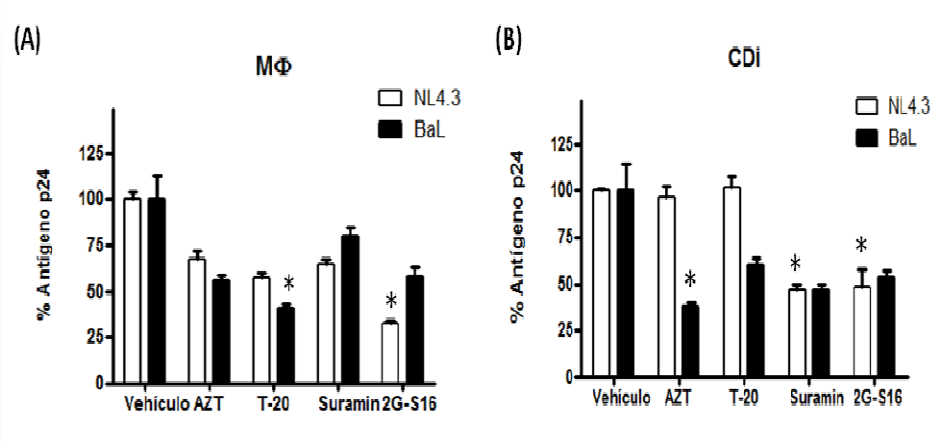 (A)
MΦ
NL4.3
BaL
% Antígeno p24
125
100
75
50
25
0
*
*
Vehículo AZT T-20 Suramin 2G-S16
(B)
CDi
NL4.3
BaL
% Antígeno p24
125
100
75
50
25
0
*
*
*
Vehículo AZT T-20 Suramin 2G-S16